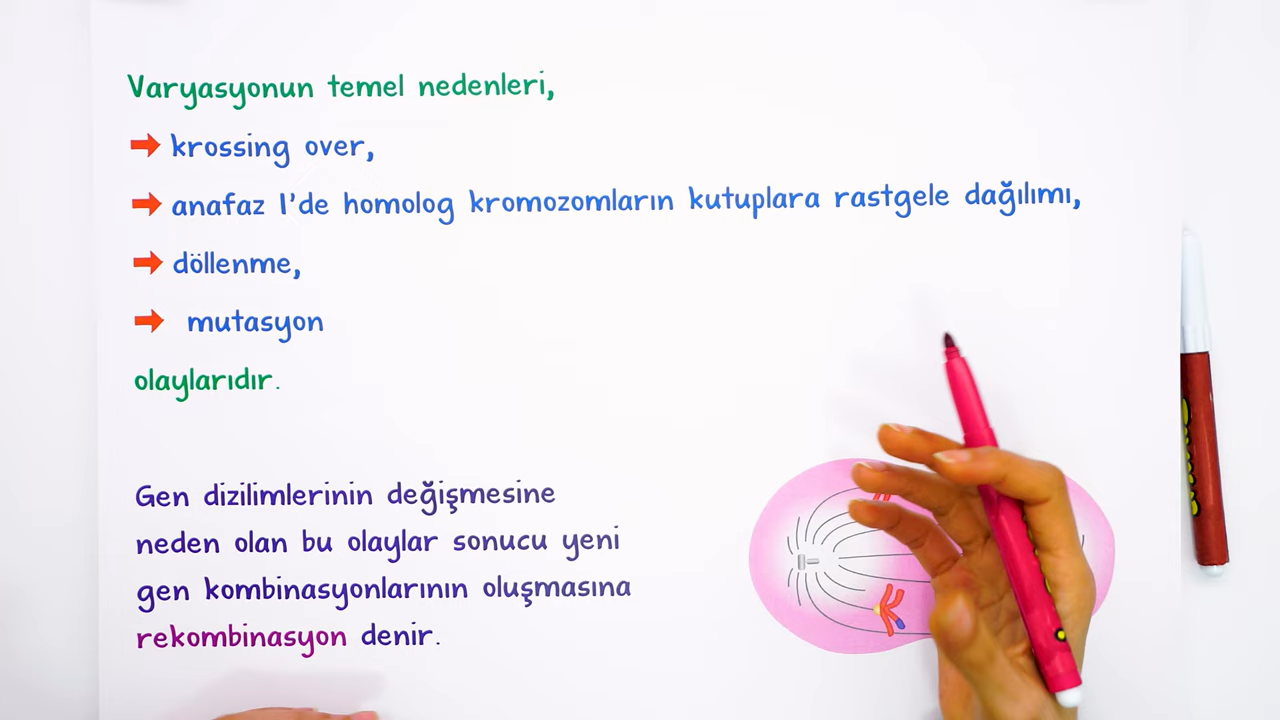 Varyasyonun temel nedenleri,
krossing over,
anafaz I'de homolog kromozomların kutuplara rastgele dağılımı,
döllenme,
mutasyon
olaylarıdır.
Gen dizilimlerinin değişmesine
neden olan bu olaylar sonucu yeni
gen kombinasyonlarının oluşmasına
rekombinasyon denir.